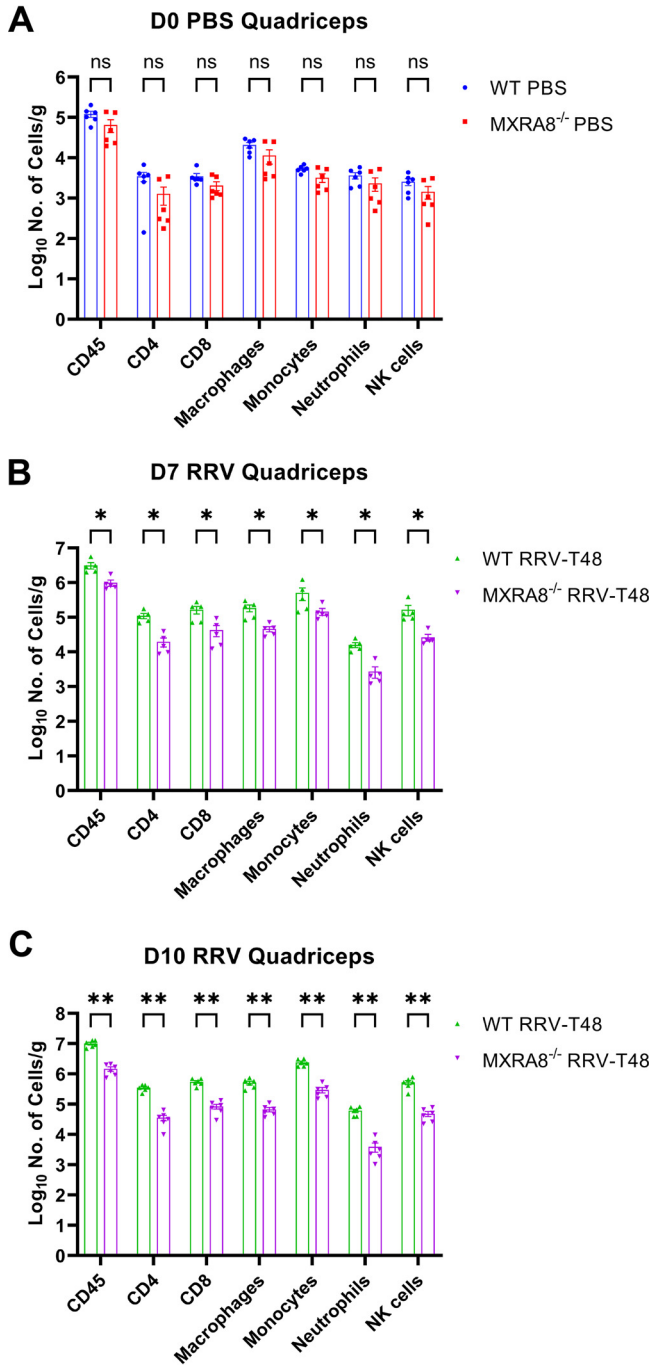 A
D0 PBS Quadriceps
ns ns ns ns ns ns ns
WT PBS
MXRA8⁻/⁻ PBS
Log₁₀ No. of Cells/g
6
5
4
3
2
1
0
CD45
CD4
CD8
Macrophages
Monocytes
Neutrophils
NK cells
B
D7 RRV Quadriceps
* * * * * * *
WT RRV-T48
MXRA8⁻/⁻ RRV-T48
Log₁₀ No. of Cells/g
7
6
5
4
3
2
1
0
CD45
CD4
CD8
Macrophages
Monocytes
Neutrophils
NK cells
C
D10 RRV Quadriceps
** ** ** ** ** ** **
WT RRV-T48
MXRA8⁻/⁻ RRV-T48
Log₁₀ No. of Cells/g
8
7
6
5
4
3
2
1
0
CD45
CD4
CD8
Macrophages
Monocytes
Neutrophils
NK cells